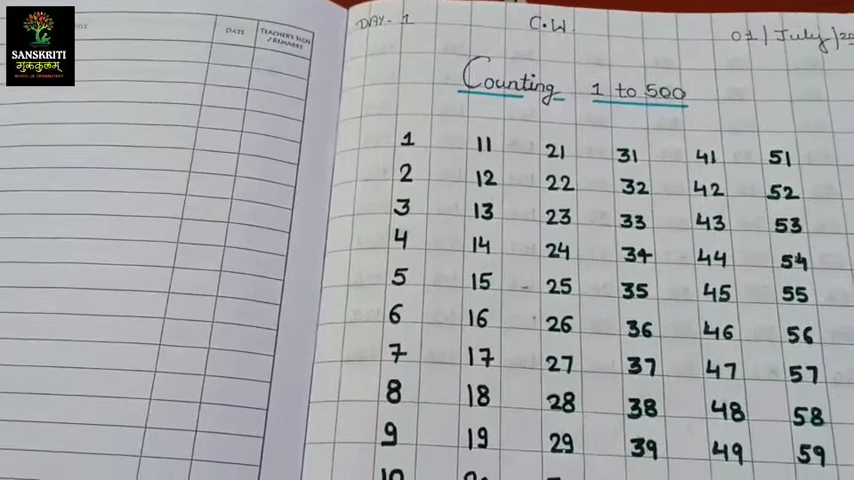 SANSKRITI
गुरुकुलम्
DATE
TEACHER'S SIGN
/ REMARKS
DAY- 1
C.W.
01/July/
Counting 1 to 500
1 11 21 31 41 51
2 12 22 32 42 52
3 13 23 33 43 53
4 14 24 34 44 54
5 15 25 35 45 55
6 16 26 36 46 56
7 17 27 37 47 57
8 18 28 38 48 58
9 19 29 39 49 59
10